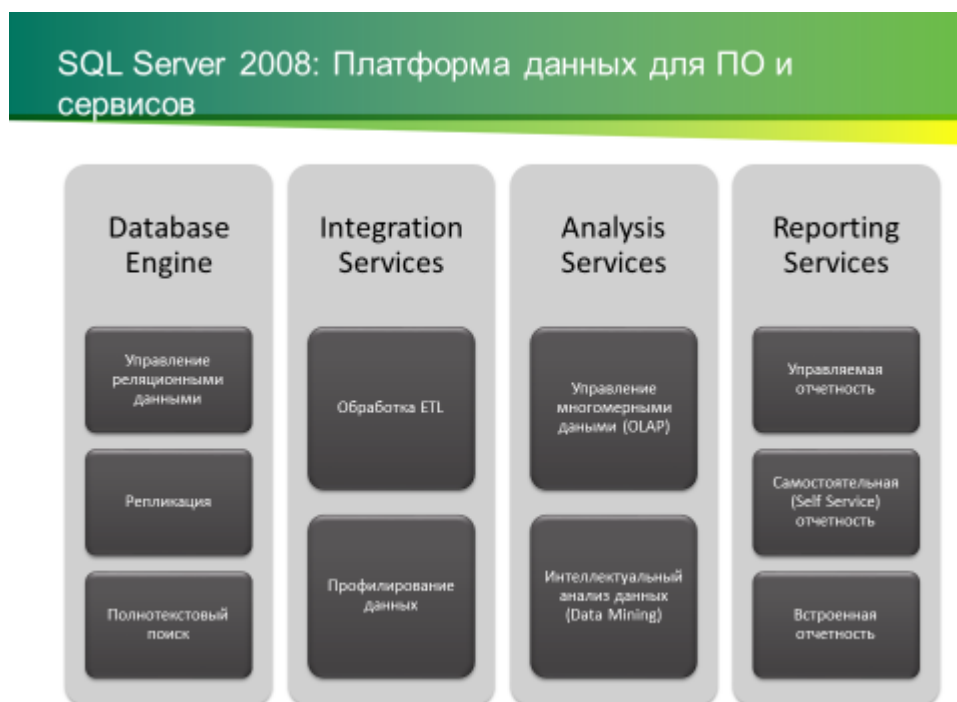 SQL Server 2008: Платформа данных для ПО и
сервисов
Database
Engine
Управление
реляционными
данными
Репликация
Полнотекстовый
поиск
Integration
Services
Обработка ETL
Профилирование
данных
Analysis
Services
Управление
многомерными
даными (OLAP)
Интеллектуальный
анализ данных
(Data Mining)
Reporting
Services
Управляемая
отчетность
Самостоятельная
(Self Service)
отчетность
Встроенная
отчетность